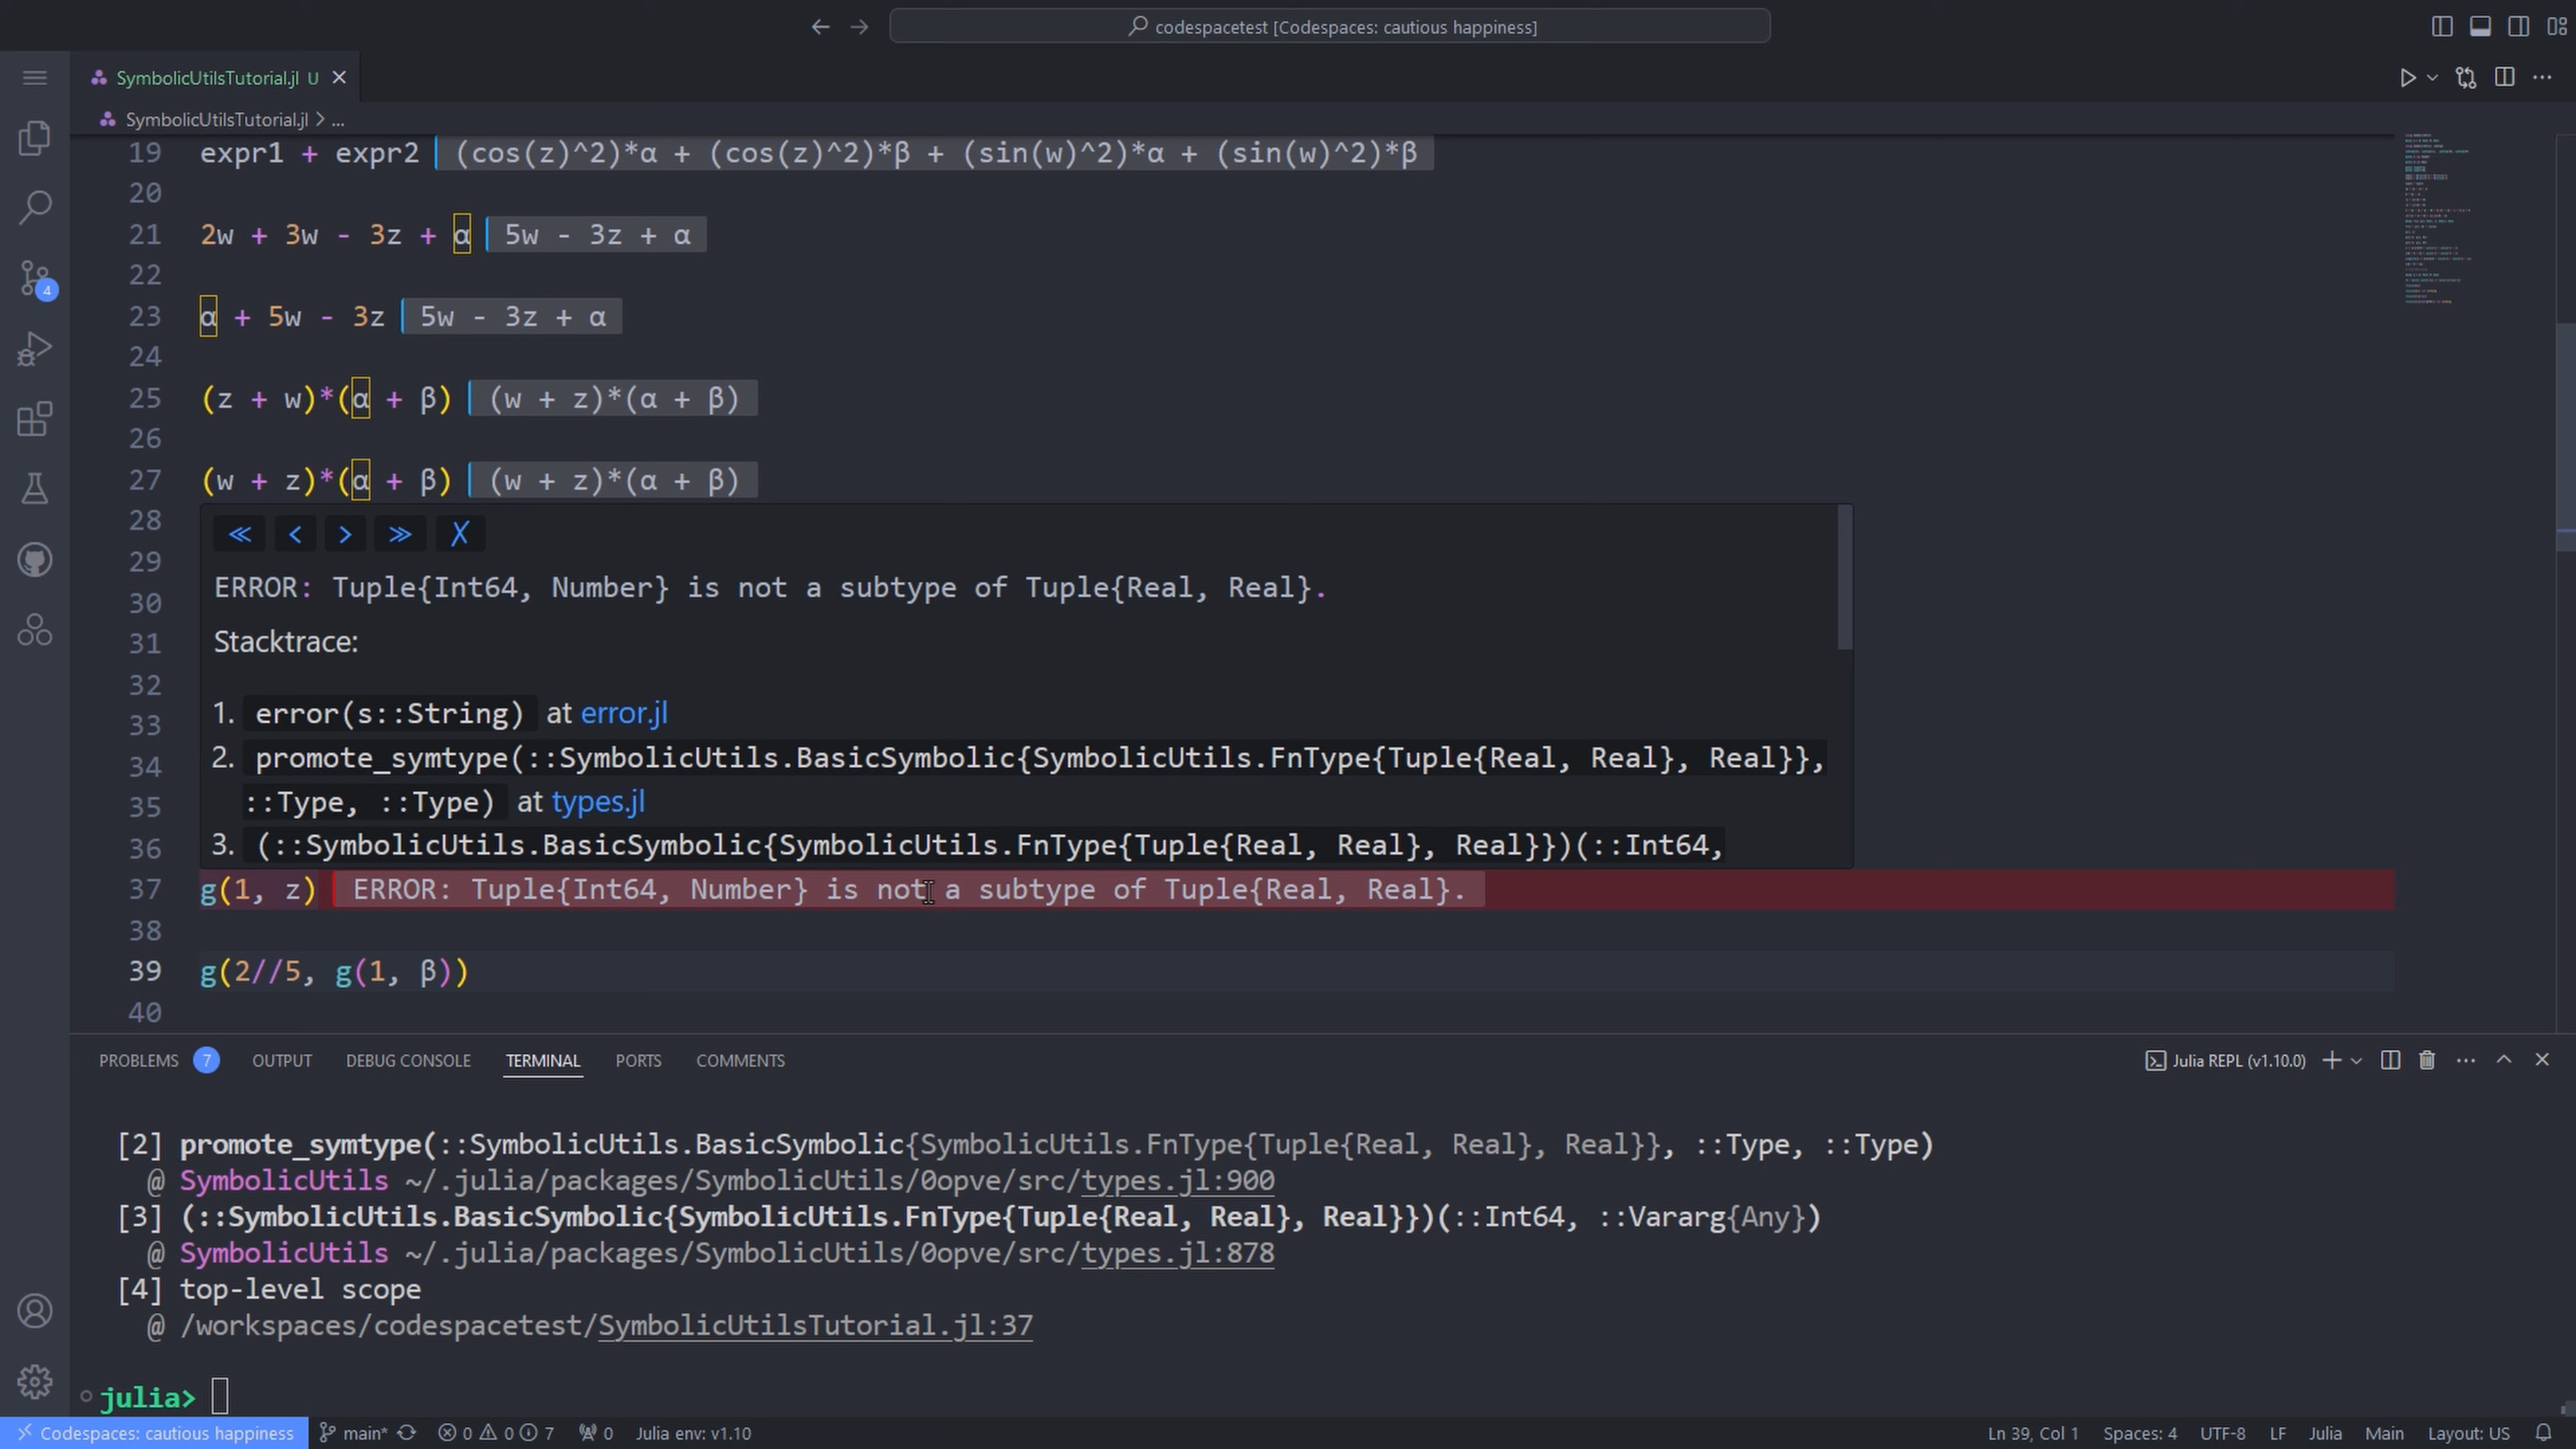 codespacetest [Codespaces: cautious happiness]
SymbolicUtilsTutorial.jl U
SymbolicUtilsTutorial.jl > ...
19 expr1 + expr2 (cos(z)^2)*α + (cos(z)^2)*β + (sin(w)^2)*α + (sin(w)^2)*β
20
21 2w + 3w - 3z + α 5w - 3z + α
22
23 α + 5w - 3z 5w - 3z + α
24
25 (z + w)*(α + β) (w + z)*(α + β)
26
27 (w + z)*(α + β) (w + z)*(α + β)
28 ≪ < > ≫ X
29
ERROR: Tuple{Int64, Number} is not a subtype of Tuple{Real, Real}.
30
31 Stacktrace:
32
33 1. error(s::String) at error.jl
34 2. promote_symtype(::SymbolicUtils.BasicSymbolic{SymbolicUtils.FnType{Tuple{Real, Real}, Real}},
35 ::Type, ::Type) at types.jl
36 3. (::SymbolicUtils.BasicSymbolic{SymbolicUtils.FnType{Tuple{Real, Real}, Real}})(::Int64,
37 g(1, z) ERROR: Tuple{Int64, Number} is not a subtype of Tuple{Real, Real}.
38
39 g(2//5, g(1, β))
40
PROBLEMS 7 OUTPUT DEBUG CONSOLE TERMINAL PORTS COMMENTS Julia REPL (v1.10.0)
[2] promote_symtype(::SymbolicUtils.BasicSymbolic{SymbolicUtils.FnType{Tuple{Real, Real}, Real}}, ::Type, ::Type)
@ SymbolicUtils ~/.julia/packages/SymbolicUtils/0opve/src/types.jl:900
[3] (::SymbolicUtils.BasicSymbolic{SymbolicUtils.FnType{Tuple{Real, Real}, Real}})(::Int64, ::Vararg{Any})
@ SymbolicUtils ~/.julia/packages/SymbolicUtils/0opve/src/types.jl:878
[4] top-level scope
@ /workspaces/codespacetest/SymbolicUtilsTutorial.jl:37
julia>
4
Codespaces: cautious happiness main* 0 0 7 0 Julia env: v1.10 Ln 39, Col 1 Spaces: 4 UTF-8 LF Julia Main Layout: US